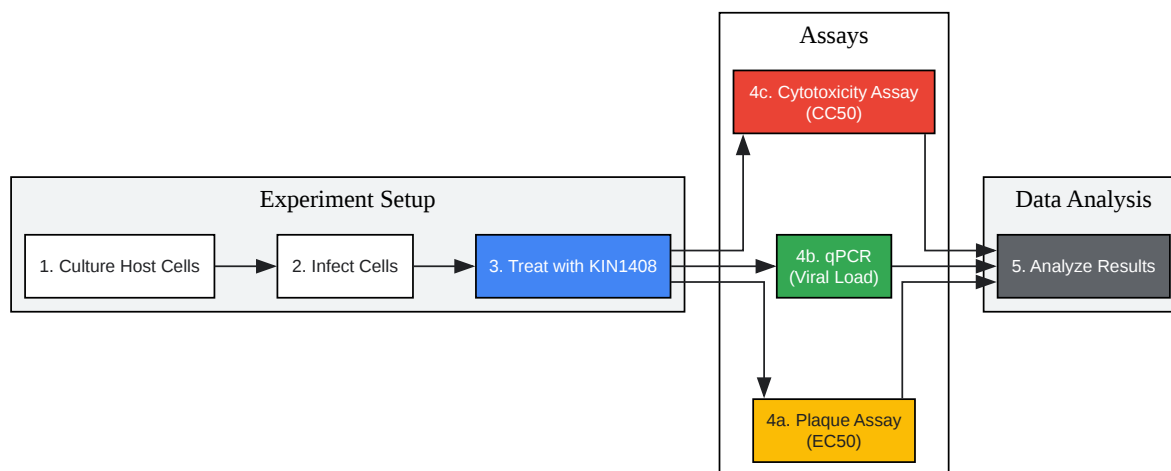 Experiment Setup
1. Culture Host Cells
2. Infect Cells
3. Treat with KIN1408
Assays
4c. Cytotoxicity Assay
(CC50)
4b. qPCR
(Viral Load)
4a. Plaque Assay
(EC50)
Data Analysis
5. Analyze Results